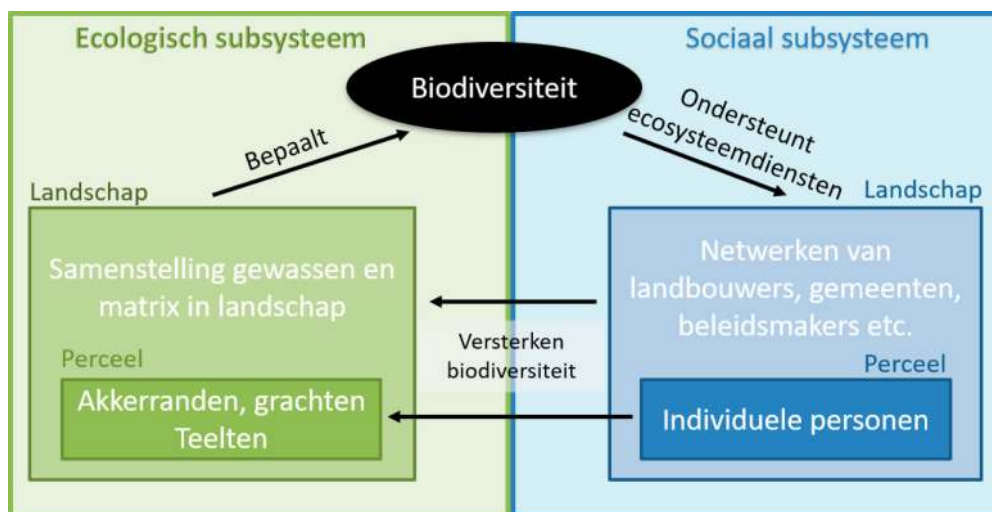 Ecologisch subsysteem
Sociaal subsysteem
Biodiversiteit
Bepaalt
Ondersteunt
ecosysteemdiensten
Landschap
Samenstelling gewassen en
matrix in landschap
Perceel
Akkerranden, grachten
Teelten
Versterken
biodiversiteit
Landschap
Netwerken van
landbouwers, gemeenten,
beleidsmakers etc.
Perceel
Individuele personen